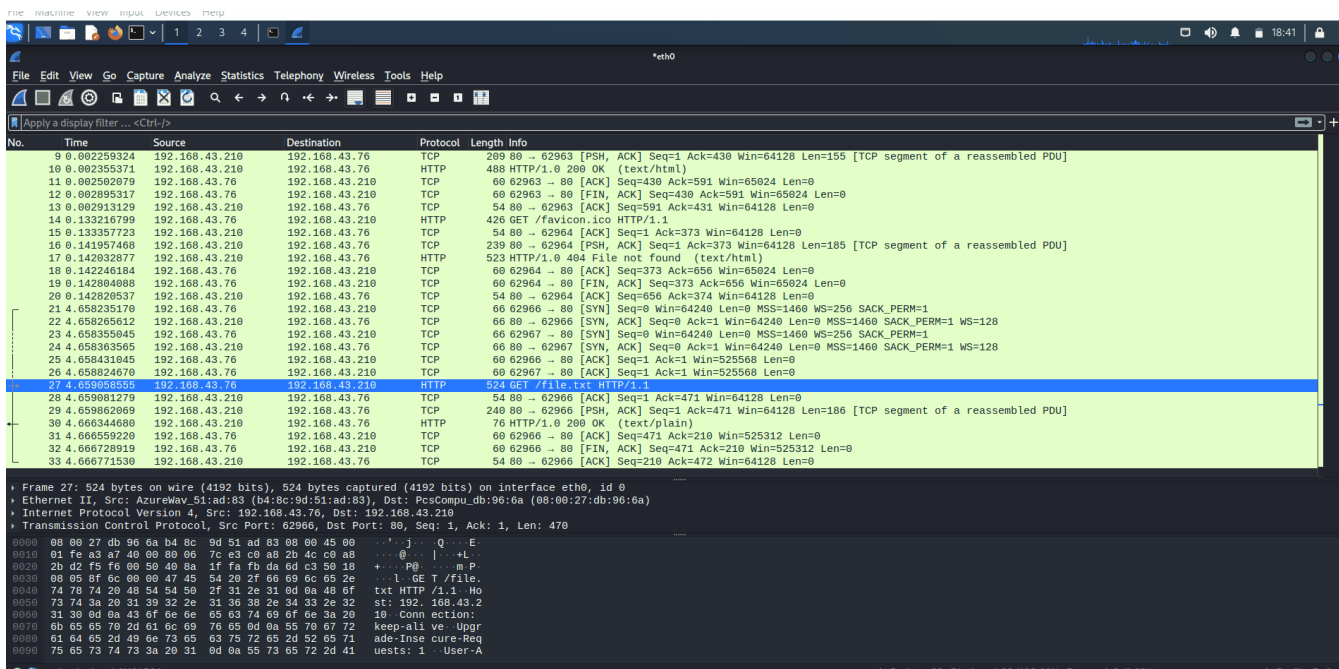 File Machine View Input Devices Help
1 2 3 4 18:41
*eth0
File Edit View Go Capture Analyze Statistics Telephony Wireless Tools Help
Apply a display filter ... <Ctrl-/>
No. Time Source Destination Protocol Length Info
9 0.002259324 192.168.43.210 192.168.43.76 TCP 209 80 → 62963 [PSH, ACK] Seq=1 Ack=430 Win=64128 Len=155 [TCP segment of a reassembled PDU]
10 0.002355371 192.168.43.210 192.168.43.76 HTTP 488 HTTP/1.0 200 OK (text/html)
11 0.002502079 192.168.43.76 192.168.43.210 TCP 60 62963 → 80 [ACK] Seq=430 Ack=591 Win=65024 Len=0
12 0.002895317 192.168.43.76 192.168.43.210 TCP 60 62963 → 80 [FIN, ACK] Seq=430 Ack=591 Win=65024 Len=0
13 0.002913129 192.168.43.210 192.168.43.76 TCP 54 80 → 62963 [ACK] Seq=591 Ack=431 Win=64128 Len=0
14 0.133216799 192.168.43.76 192.168.43.210 HTTP 426 GET /favicon.ico HTTP/1.1
15 0.133357723 192.168.43.210 192.168.43.76 TCP 54 80 → 62964 [ACK] Seq=1 Ack=373 Win=64128 Len=0
16 0.141957468 192.168.43.210 192.168.43.76 TCP 239 80 → 62964 [PSH, ACK] Seq=1 Ack=373 Win=64128 Len=185 [TCP segment of a reassembled PDU]
17 0.142032877 192.168.43.210 192.168.43.76 HTTP 523 HTTP/1.0 404 File not found (text/html)
18 0.142246184 192.168.43.76 192.168.43.210 TCP 60 62964 → 80 [ACK] Seq=373 Ack=656 Win=65024 Len=0
19 0.142804088 192.168.43.76 192.168.43.210 TCP 60 62964 → 80 [FIN, ACK] Seq=373 Ack=656 Win=65024 Len=0
20 0.142820537 192.168.43.210 192.168.43.76 TCP 54 80 → 62964 [ACK] Seq=656 Ack=374 Win=64128 Len=0
21 4.658235170 192.168.43.76 192.168.43.210 TCP 66 62966 → 80 [SYN] Seq=0 Win=64240 Len=0 MSS=1460 WS=256 SACK_PERM=1
22 4.658265612 192.168.43.210 192.168.43.76 TCP 66 80 → 62966 [SYN, ACK] Seq=0 Ack=1 Win=64240 Len=0 MSS=1460 SACK_PERM=1 WS=128
23 4.658355045 192.168.43.76 192.168.43.210 TCP 66 62967 → 80 [SYN] Seq=0 Win=64240 Len=0 MSS=1460 WS=256 SACK_PERM=1
24 4.658363565 192.168.43.210 192.168.43.76 TCP 66 80 → 62967 [SYN, ACK] Seq=0 Ack=1 Win=64240 Len=0 MSS=1460 SACK_PERM=1 WS=128
25 4.658431045 192.168.43.76 192.168.43.210 TCP 60 62966 → 80 [ACK] Seq=1 Ack=1 Win=525568 Len=0
26 4.658824670 192.168.43.76 192.168.43.210 TCP 60 62967 → 80 [ACK] Seq=1 Ack=1 Win=525568 Len=0
27 4.659058555 192.168.43.76 192.168.43.210 HTTP 524 GET /file.txt HTTP/1.1
28 4.659081279 192.168.43.210 192.168.43.76 TCP 54 80 → 62966 [ACK] Seq=1 Ack=471 Win=64128 Len=0
29 4.659862069 192.168.43.210 192.168.43.76 TCP 240 80 → 62966 [PSH, ACK] Seq=1 Ack=471 Win=64128 Len=186 [TCP segment of a reassembled PDU]
30 4.666344680 192.168.43.210 192.168.43.76 HTTP 76 HTTP/1.0 200 OK (text/plain)
31 4.666559220 192.168.43.76 192.168.43.210 TCP 60 62966 → 80 [ACK] Seq=471 Ack=210 Win=525312 Len=0
32 4.666728919 192.168.43.76 192.168.43.210 TCP 60 62966 → 80 [FIN, ACK] Seq=471 Ack=210 Win=525312 Len=0
33 4.666771530 192.168.43.210 192.168.43.76 TCP 54 80 → 62966 [ACK] Seq=210 Ack=472 Win=64128 Len=0
Frame 27: 524 bytes on wire (4192 bits), 524 bytes captured (4192 bits) on interface eth0, id 0
Ethernet II, Src: AzureWav_51:ad:83 (b4:8c:9d:51:ad:83), Dst: PcsCompu_db:96:6a (08:00:27:db:96:6a)
Internet Protocol Version 4, Src: 192.168.43.76, Dst: 192.168.43.210
Transmission Control Protocol, Src Port: 62966, Dst Port: 80, Seq: 1, Ack: 1, Len: 470
0000 08 00 27 db 96 6a b4 8c 9d 51 ad 83 08 00 45 00 ··'··j·· ·Q····E·
0010 01 fe a3 a7 40 00 80 06 7c e3 c0 a8 2b 4c c0 a8 ····@··· |···+L··
0020 2b d2 f5 f6 00 50 40 8a 1f fa fb da 6d c3 50 18 +····P@· ····m·P·
0030 08 05 8f 6c 00 00 47 45 54 20 2f 66 69 6c 65 2e ···l··GE T /file.
0040 74 78 74 20 48 54 54 50 2f 31 2e 31 0d 0a 48 6f txt HTTP /1.1··Ho
0050 73 74 3a 20 31 39 32 2e 31 36 38 2e 34 33 2e 32 st: 192. 168.43.2
0060 31 30 0d 0a 43 6f 6e 6e 65 63 74 69 6f 6e 3a 20 10··Conn ection:
0070 6b 65 65 70 2d 61 6c 69 76 65 0d 0a 55 70 67 72 keep-ali ve··Upgr
0080 61 64 65 2d 49 6e 73 65 63 75 72 65 2d 52 65 71 ade-Inse cure-Req
0090 75 65 73 74 73 3a 20 31 0d 0a 55 73 65 72 2d 41 uests: 1 ··User-A